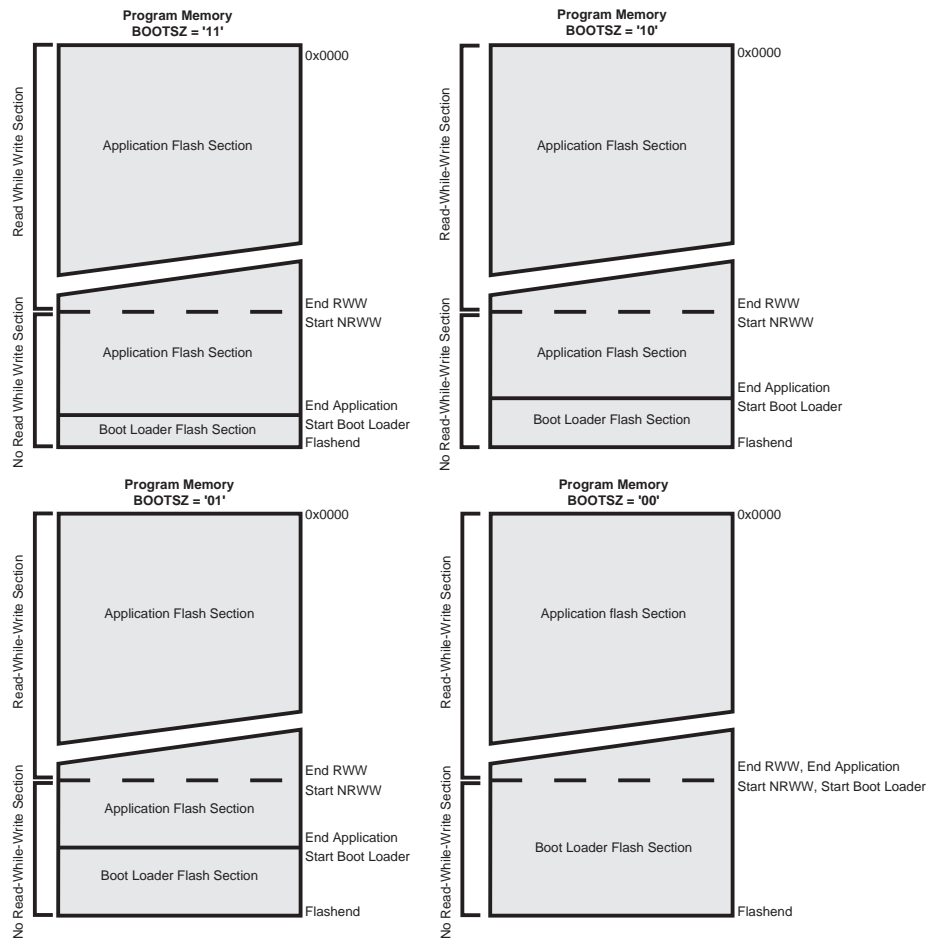 Program Memory
BOOTSZ = '11'
0x0000
Read While Write Section
Application Flash Section
End RWW
Start NRWW
No Read While Write Section
Application Flash Section
End Application
Start Boot Loader
Boot Loader Flash Section
Flashend
Program Memory
BOOTSZ = '10'
0x0000
Read-While-Write Section
Application Flash Section
End RWW
Start NRWW
No Read-While-Write Section
Application Flash Section
End Application
Start Boot Loader
Boot Loader Flash Section
Flashend
Program Memory
BOOTSZ = '01'
0x0000
Read-While-Write Section
Application Flash Section
End RWW
Start NRWW
No Read-While-Write Section
Application Flash Section
End Application
Start Boot Loader
Boot Loader Flash Section
Flashend
Program Memory
BOOTSZ = '00'
0x0000
Read-While-Write Section
Application flash Section
End RWW, End Application
Start NRWW, Start Boot Loader
No Read-While-Write Section
Boot Loader Flash Section
Flashend